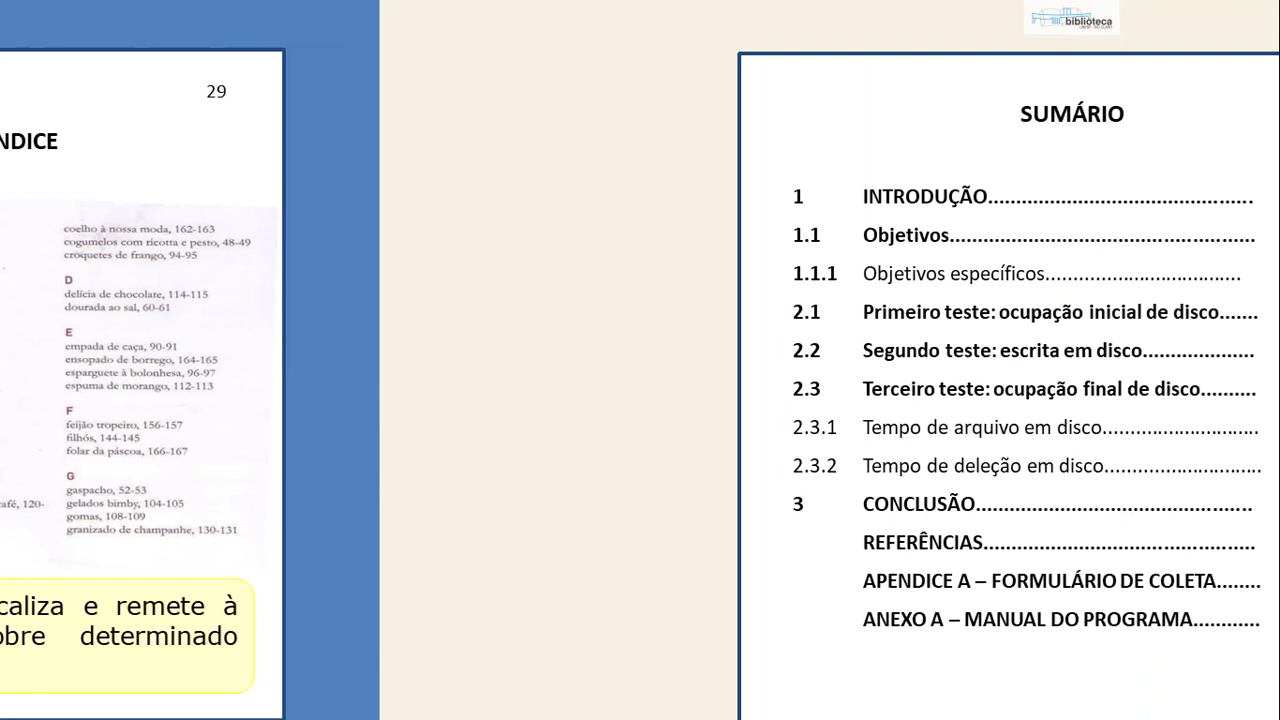 29
NDICE
coelho à nossa moda, 162-163
cogumelos com ricotta e pesto, 48-49
croquetes de frango, 94-95
D
delícia de chocolate, 114-115
dourada ao sal, 60-61
E
empada de caça, 90-91
ensopado de borrego, 164-165
esparguete à bolonhesa, 96-97
espuma de morango, 112-113
F
feijão tropeiro, 156-157
filhós, 144-145
folar da páscoa, 166-167
G
gaspacho, 52-53
afé, 120- gelados bimby, 104-105
gomas, 108-109
granizado de champanhe, 130-131
caliza e remete à
obre determinado
biblioteca
SUMÁRIO
1 INTRODUÇÃO..............................................
1.1 Objetivos......................................................
1.1.1 Objetivos específicos....................................
2.1 Primeiro teste: ocupação inicial de disco.......
2.2 Segundo teste: escrita em disco....................
2.3 Terceiro teste: ocupação final de disco..........
2.3.1 Tempo de arquivo em disco............................
2.3.2 Tempo de deleção em disco............................
3 CONCLUSÃO................................................
REFERÊNCIAS...............................................
APENDICE A – FORMULÁRIO DE COLETA........
ANEXO A – MANUAL DO PROGRAMA............